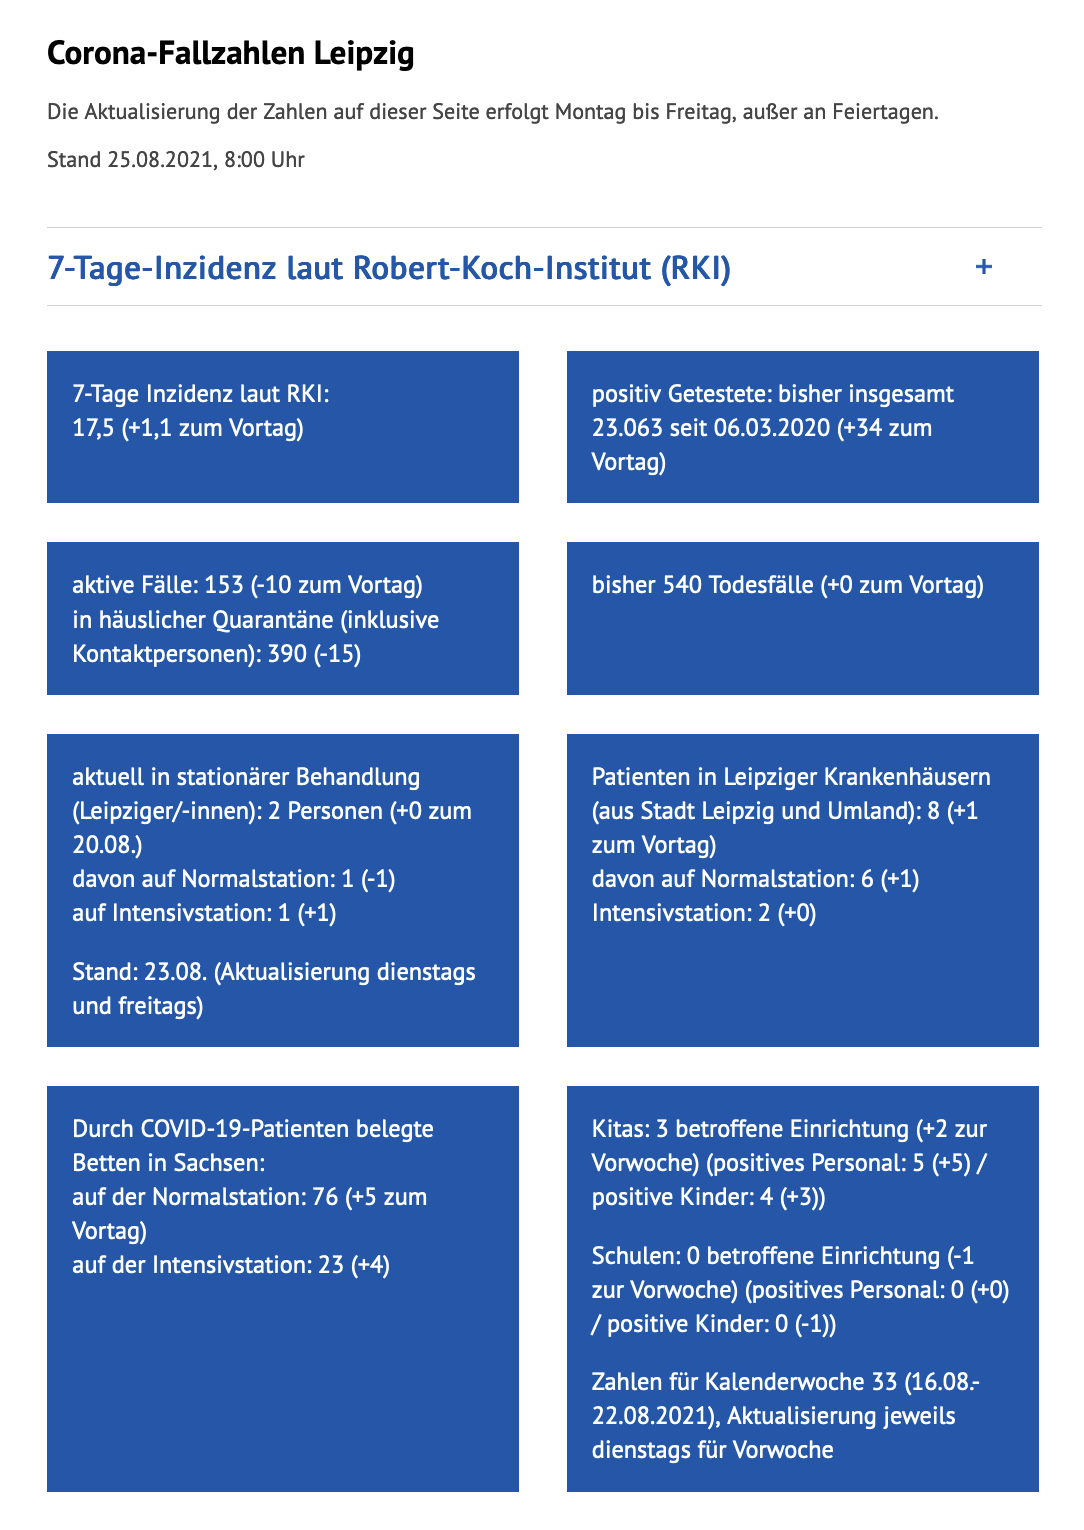 Corona-Fallzahlen Leipzig
Die Aktualisierung der Zahlen auf dieser Seite erfolgt Montag bis Freitag, außer an Feiertagen.
Stand 25.08.2021, 8:00 Uhr
7-Tage-Inzidenz laut Robert-Koch-Institut (RKI) +
7-Tage Inzidenz laut RKI:
17,5 (+1,1 zum Vortag)
positiv Getestete: bisher insgesamt
23.063 seit 06.03.2020 (+34 zum
Vortag)
aktive Fälle: 153 (-10 zum Vortag)
in häuslicher Quarantäne (inklusive
Kontaktpersonen): 390 (-15)
bisher 540 Todesfälle (+0 zum Vortag)
aktuell in stationärer Behandlung
(Leipziger/-innen): 2 Personen (+0 zum
20.08.)
davon auf Normalstation: 1 (-1)
auf Intensivstation: 1 (+1)
Stand: 23.08. (Aktualisierung dienstags
und freitags)
Patienten in Leipziger Krankenhäusern
(aus Stadt Leipzig und Umland): 8 (+1
zum Vortag)
davon auf Normalstation: 6 (+1)
Intensivstation: 2 (+0)
Durch COVID-19-Patienten belegte
Betten in Sachsen:
auf der Normalstation: 76 (+5 zum
Vortag)
auf der Intensivstation: 23 (+4)
Kitas: 3 betroffene Einrichtung (+2 zur
Vorwoche) (positives Personal: 5 (+5) /
positive Kinder: 4 (+3))
Schulen: 0 betroffene Einrichtung (-1
zur Vorwoche) (positives Personal: 0 (+0)
/ positive Kinder: 0 (-1))
Zahlen für Kalenderwoche 33 (16.08.-
22.08.2021), Aktualisierung jeweils
dienstags für Vorwoche